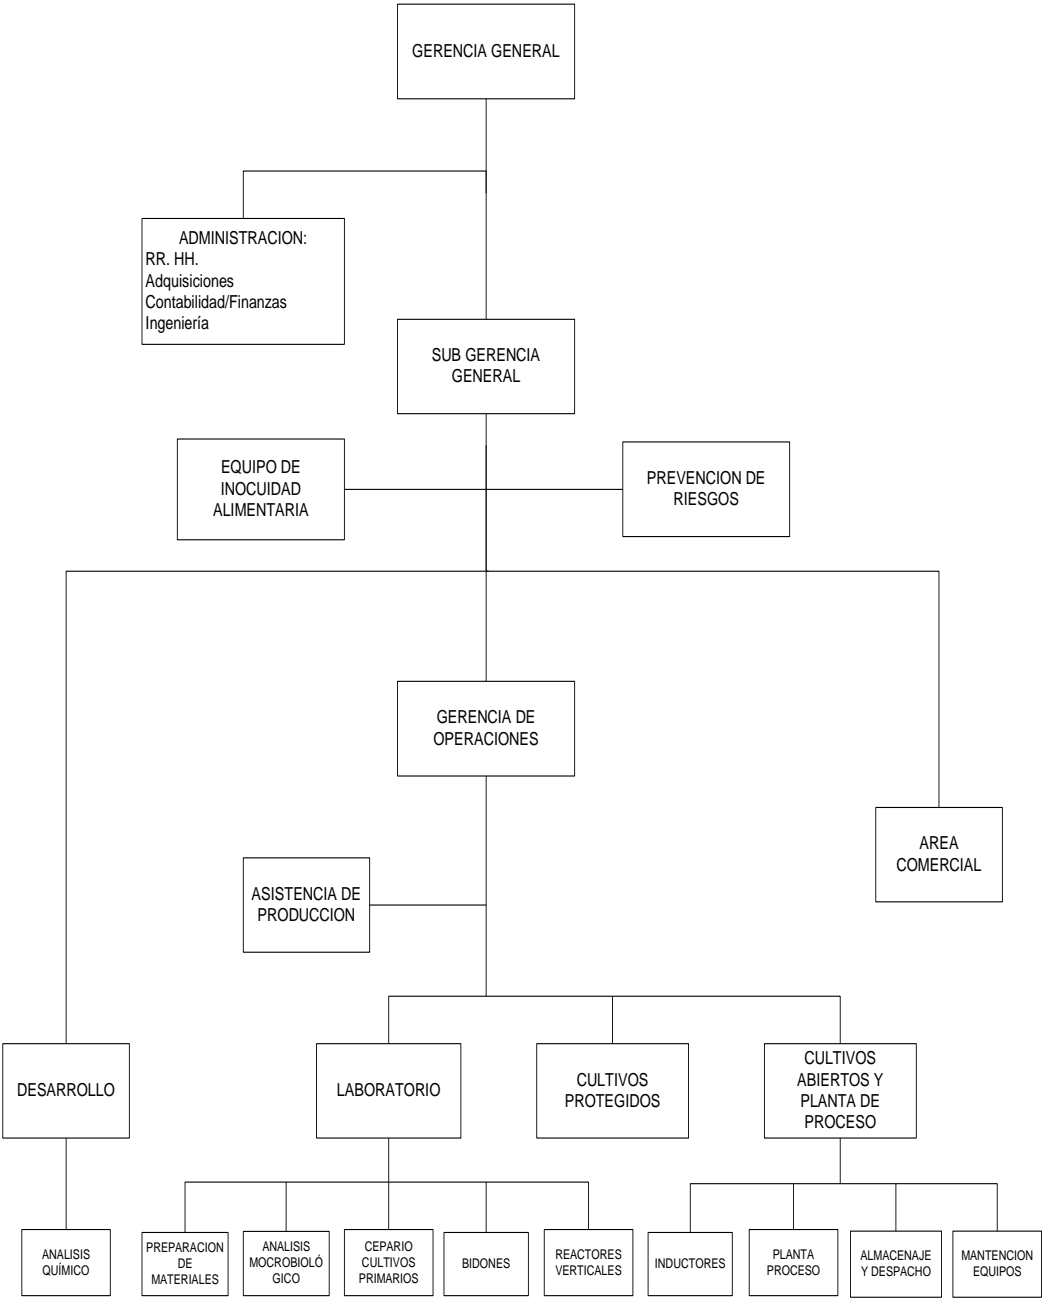 GERENCIA GENERAL
ADMINISTRACION:
RR. HH.
Adquisiciones
Contabilidad/Finanzas
Ingeniería
SUB GERENCIA
GENERAL
EQUIPO DE
INOCUIDAD
ALIMENTARIA
PREVENCION DE
RIESGOS
GERENCIA DE
OPERACIONES
AREA
COMERCIAL
ASISTENCIA DE
PRODUCCION
DESARROLLO
LABORATORIO
CULTIVOS
PROTEGIDOS
CULTIVOS
ABIERTOS Y
PLANTA DE
PROCESO
ANALISIS
QUÍMICO
PREPARACION
DE
MATERIALES
ANALISIS
MOCROBIOLÓ
GICO
CEPARIO
CULTIVOS
PRIMARIOS
BIDONES
REACTORES
VERTICALES
INDUCTORES
PLANTA
PROCESO
ALMACENAJE
Y DESPACHO
MANTENCION
EQUIPOS